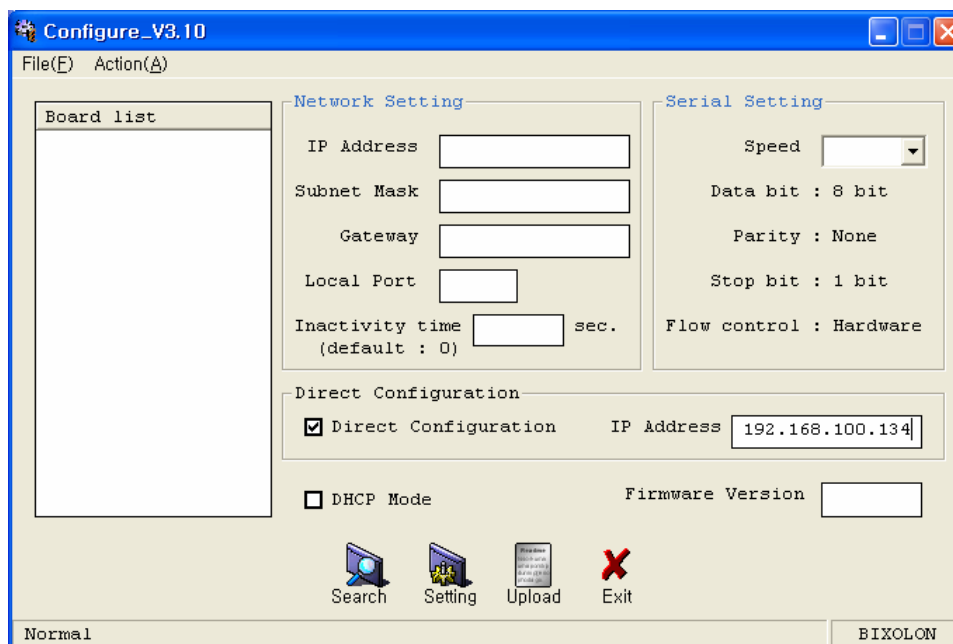 Configure_V3.10
File(F) Action(A)
Board list
Network Setting
IP Address
Subnet Mask
Gateway
Local Port
Inactivity time sec.
(default : 0)
Serial Setting
Speed
Data bit : 8 bit
Parity : None
Stop bit : 1 bit
Flow control : Hardware
Direct Configuration
Direct Configuration IP Address 192.168.100.134
DHCP Mode Firmware Version
Search Setting Upload Exit
Normal BIXOLON